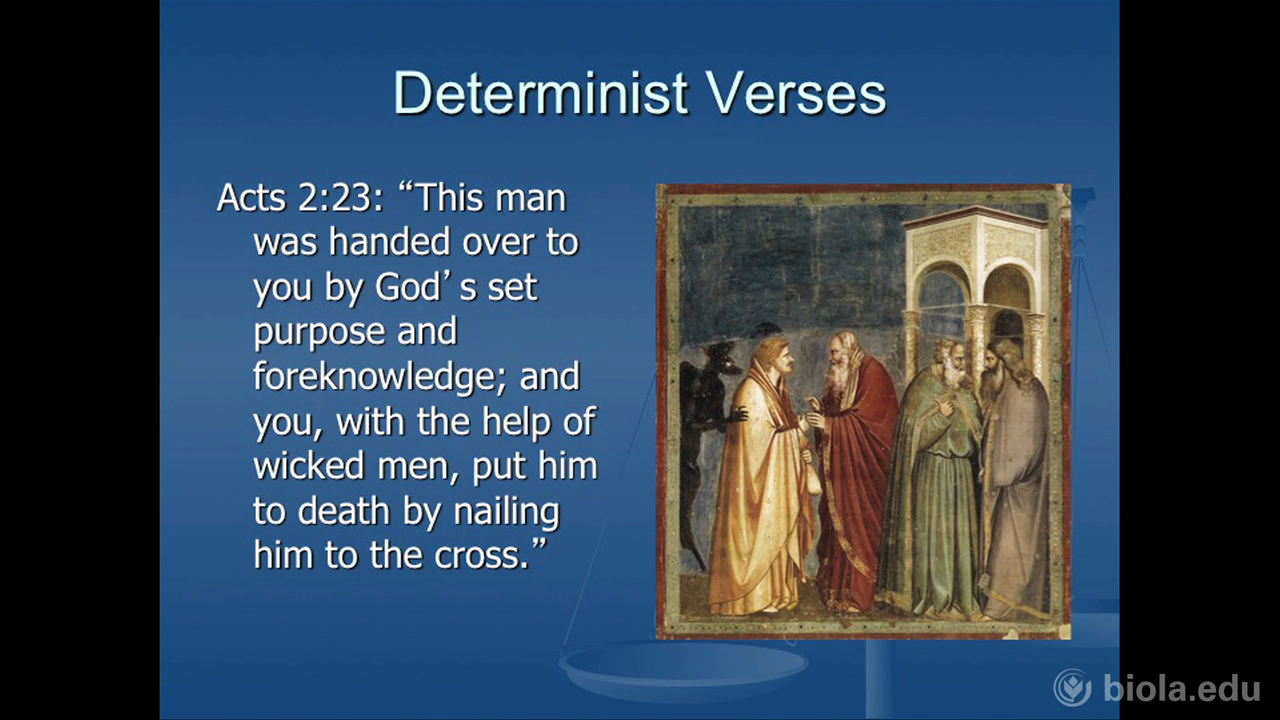 Determinist Verses
Acts 2:23: “This man
was handed over to
you by God’s set
purpose and
foreknowledge; and
you, with the help of
wicked men, put him
to death by nailing
him to the cross.”
biola.edu